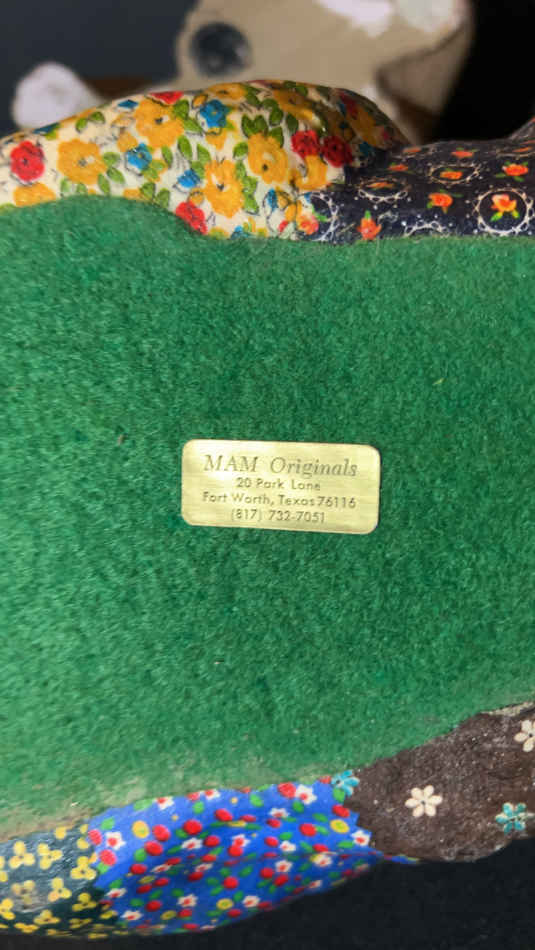 MAM Originals
20 Park Lane
Fort Worth, Texas 76116
(817) 732-7051